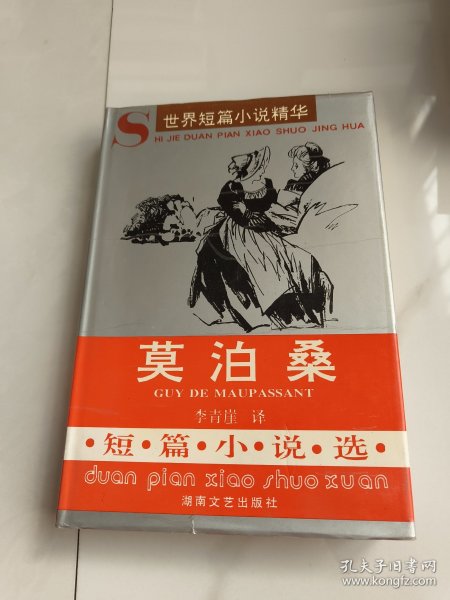 世界短篇小说精华
SHI JIE DUAN PIAN XIAO SHUO JING HUA
莫泊桑
GUY DE MAUPASSANT
李青崖 译
·短·篇·小·说·选·
duan pian xiao shuo xuan
湖南文艺出版社
孔夫子旧书网
www.kongfz.com